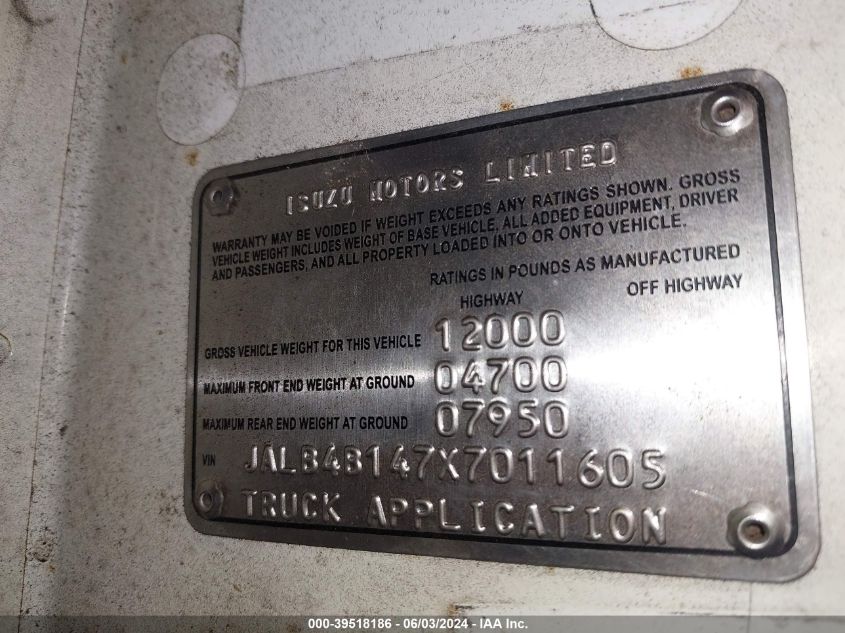 ISUZU MOTORS LIMITED
WARRANTY MAY BE VOIDED IF WEIGHT EXCEEDS ANY RATINGS SHOWN. GROSS
VEHICLE WEIGHT INCLUDES WEIGHT OF BASE VEHICLE, ALL ADDED EQUIPMENT, DRIVER
AND PASSENGERS, AND ALL PROPERTY LOADED INTO OR ONTO VEHICLE.
RATINGS IN POUNDS AS MANUFACTURED
HIGHWAY OFF HIGHWAY
GROSS VEHICLE WEIGHT FOR THIS VEHICLE 12000
MAXIMUM FRONT END WEIGHT AT GROUND 04700
MAXIMUM REAR END WEIGHT AT GROUND 07950
VIN JALB4B147X7011605
TRUCK APPLICATION
000-39518186 - 06/03/2024 - IAA Inc.